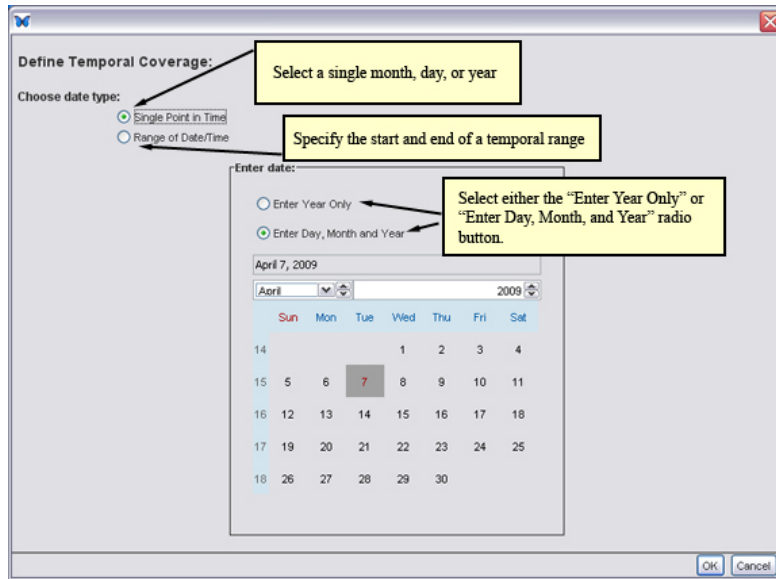 Define Temporal Coverage:
Select a single month, day, or year
Choose date type:
Single Point in Time
Range of Date/Time
Specify the start and end of a temporal range
Enter date:
Enter Year Only
Select either the “Enter Year Only” or
“Enter Day, Month, and Year” radio
button.
Enter Day, Month and Year
April 7, 2009
April 2009
Sun Mon Tue Wed Thu Fri Sat
14 1 2 3 4
15 5 6 7 8 9 10 11
16 12 13 14 15 16 17 18
17 19 20 21 22 23 24 25
18 26 27 28 29 30
OK Cancel